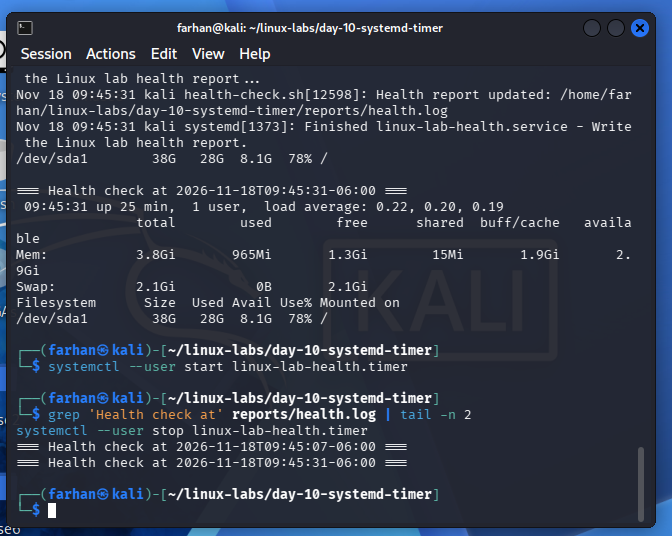 farhan@kali: ~/linux-labs/day-10-systemd-timer
Session Actions Edit View Help
 the Linux lab health report...
Nov 18 09:45:31 kali health-check.sh[12598]: Health report updated: /home/far
han/linux-labs/day-10-systemd-timer/reports/health.log
Nov 18 09:45:31 kali systemd[1373]: Finished linux-lab-health.service - Write
 the Linux lab health report.
/dev/sda1        38G   28G  8.1G  78% /
=== Health check at 2026-11-18T09:45:31-06:00 ===
 09:45:31 up 25 min,  1 user,  load average: 0.22, 0.20, 0.19
               total        used        free      shared  buff/cache   availa
ble
Mem:           3.8Gi       965Mi       1.3Gi        15Mi       1.9Gi       2.
9Gi
Swap:          2.1Gi          0B       2.1Gi
Filesystem      Size  Used Avail Use% Mounted on
/dev/sda1        38G   28G  8.1G  78% /
┌──(farhan㉿kali)-[~/linux-labs/day-10-systemd-timer]
└─$ systemctl --user start linux-lab-health.timer
┌──(farhan㉿kali)-[~/linux-labs/day-10-systemd-timer]
└─$ grep 'Health check at' reports/health.log | tail -n 2
systemctl --user stop linux-lab-health.timer
=== Health check at 2026-11-18T09:45:07-06:00 ===
=== Health check at 2026-11-18T09:45:31-06:00 ===
┌──(farhan㉿kali)-[~/linux-labs/day-10-systemd-timer]
└─$
KALI